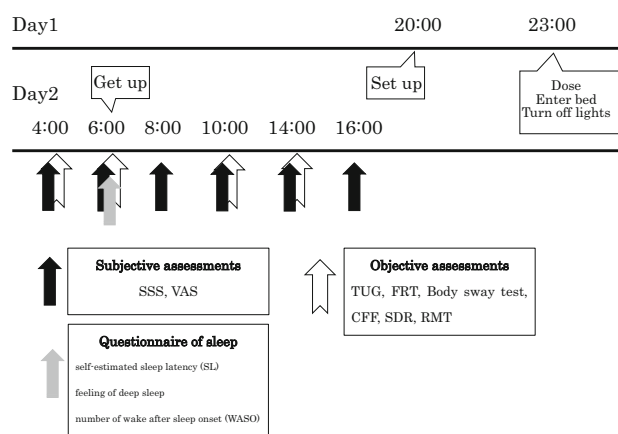 Day1
20:00
23:00
Get up
Set up
Dose
Enter bed
Turn off lights
Day2
4:00 6:00 8:00 10:00 14:00 16:00
Subjective assessments
SSS, VAS
Objective assessments
TUG, FRT, Body sway test,
CFF, SDR, RMT
Questionnaire of sleep
self-estimated sleep latency (SL)
feeling of deep sleep
number of wake after sleep onset (WASO)